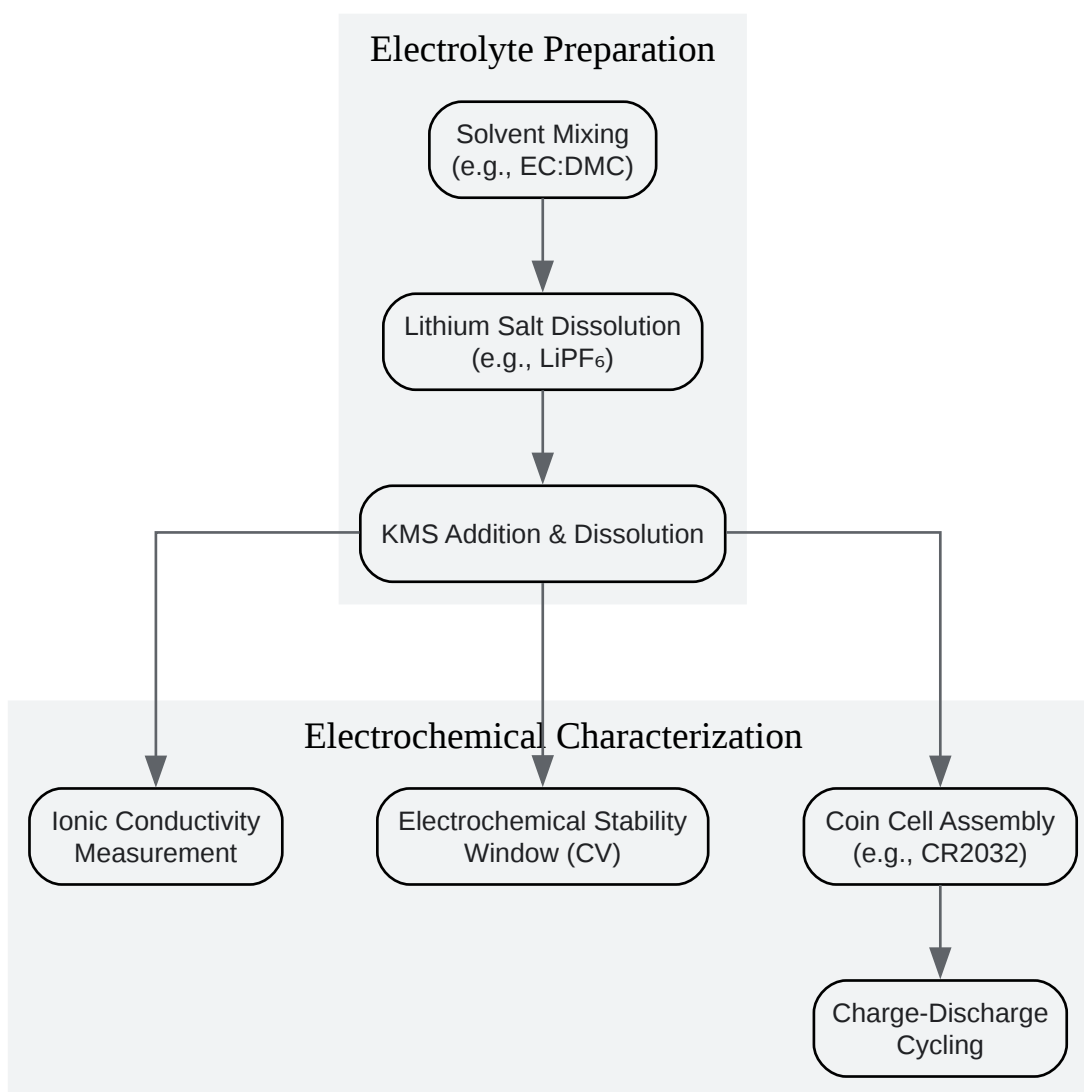 Electrolyte Preparation
Solvent Mixing
(e.g., EC:DMC)
Lithium Salt Dissolution
(e.g., LiPF₆)
KMS Addition & Dissolution
Electrochemical Characterization
Ionic Conductivity
Measurement
Electrochemical Stability
Window (CV)
Coin Cell Assembly
(e.g., CR2032)
Charge-Discharge
Cycling